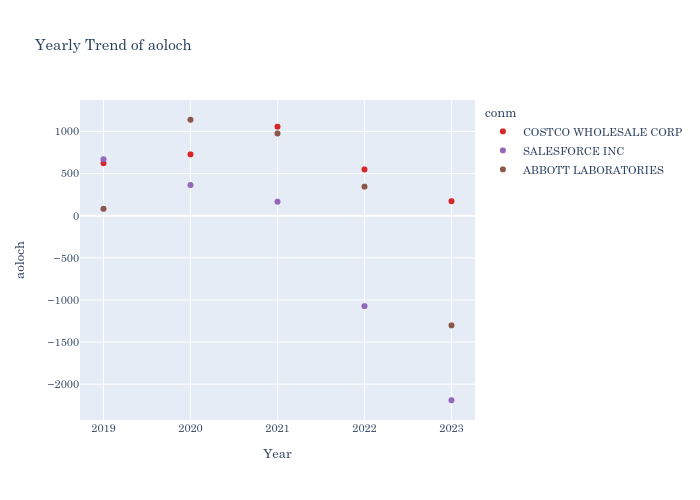 Yearly Trend of aoloch
conm
COSTCO WHOLESALE CORP
SALESFORCE INC
ABBOTT LABORATORIES
aoloch
1000
500
0
−500
−1000
−1500
−2000
2019 2020 2021 2022 2023
Year